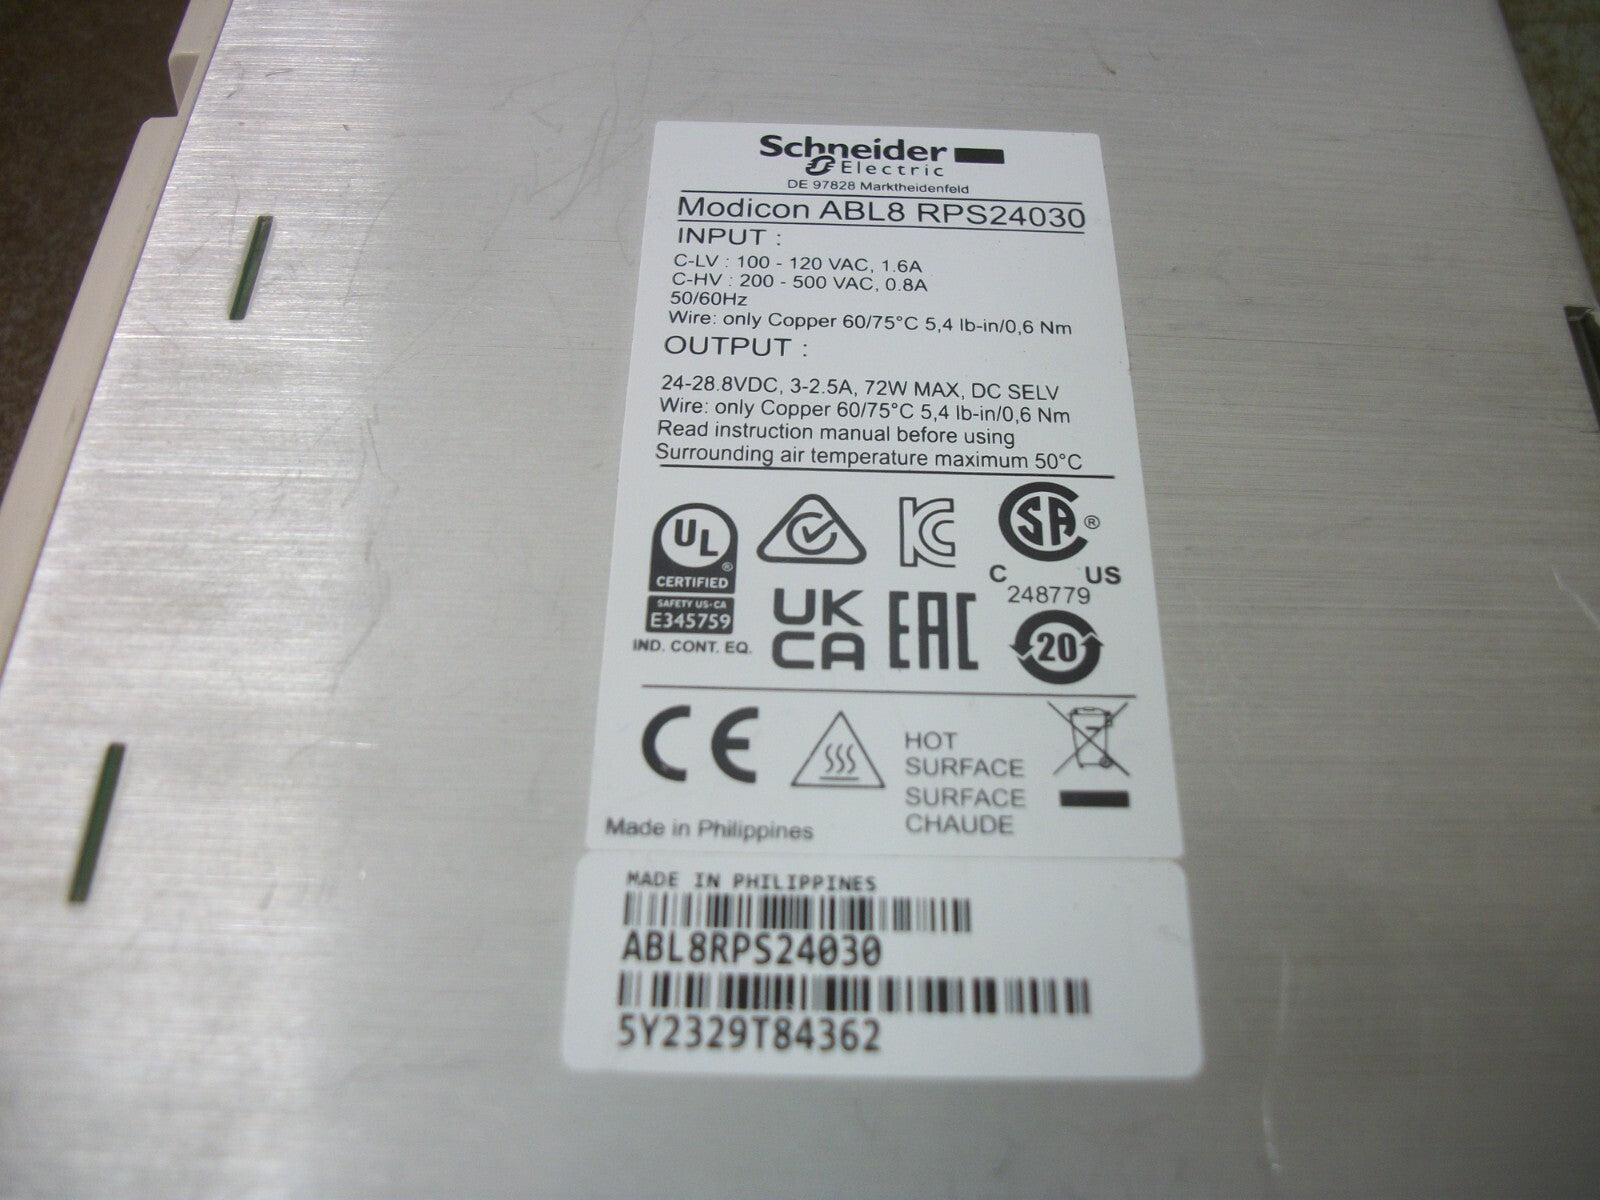 Schneider
Electric
DE 97828 Marktheidenfeld
Modicon ABL8 RPS24030
INPUT :
C-LV : 100 - 120 VAC, 1.6A
C-HV : 200 - 500 VAC, 0.8A
50/60Hz
Wire: only Copper 60/75°C 5,4 lb-in/0,6 Nm
OUTPUT :
24-28.8VDC, 3-2.5A, 72W MAX, DC SELV
Wire: only Copper 60/75°C 5,4 lb-in/0,6 Nm
Read instruction manual before using
Surrounding air temperature maximum 50°C
UL ®
CERTIFIED
SAFETY US-CA
E345759
IND. CONT. EQ.
KC
SA ®
C US
248779
UK
CA
EAC
20
CE
HOT
SURFACE
SURFACE
CHAUDE
Made in Philippines
MADE IN PHILIPPINES
ABL8RPS24030
5Y2329T84362